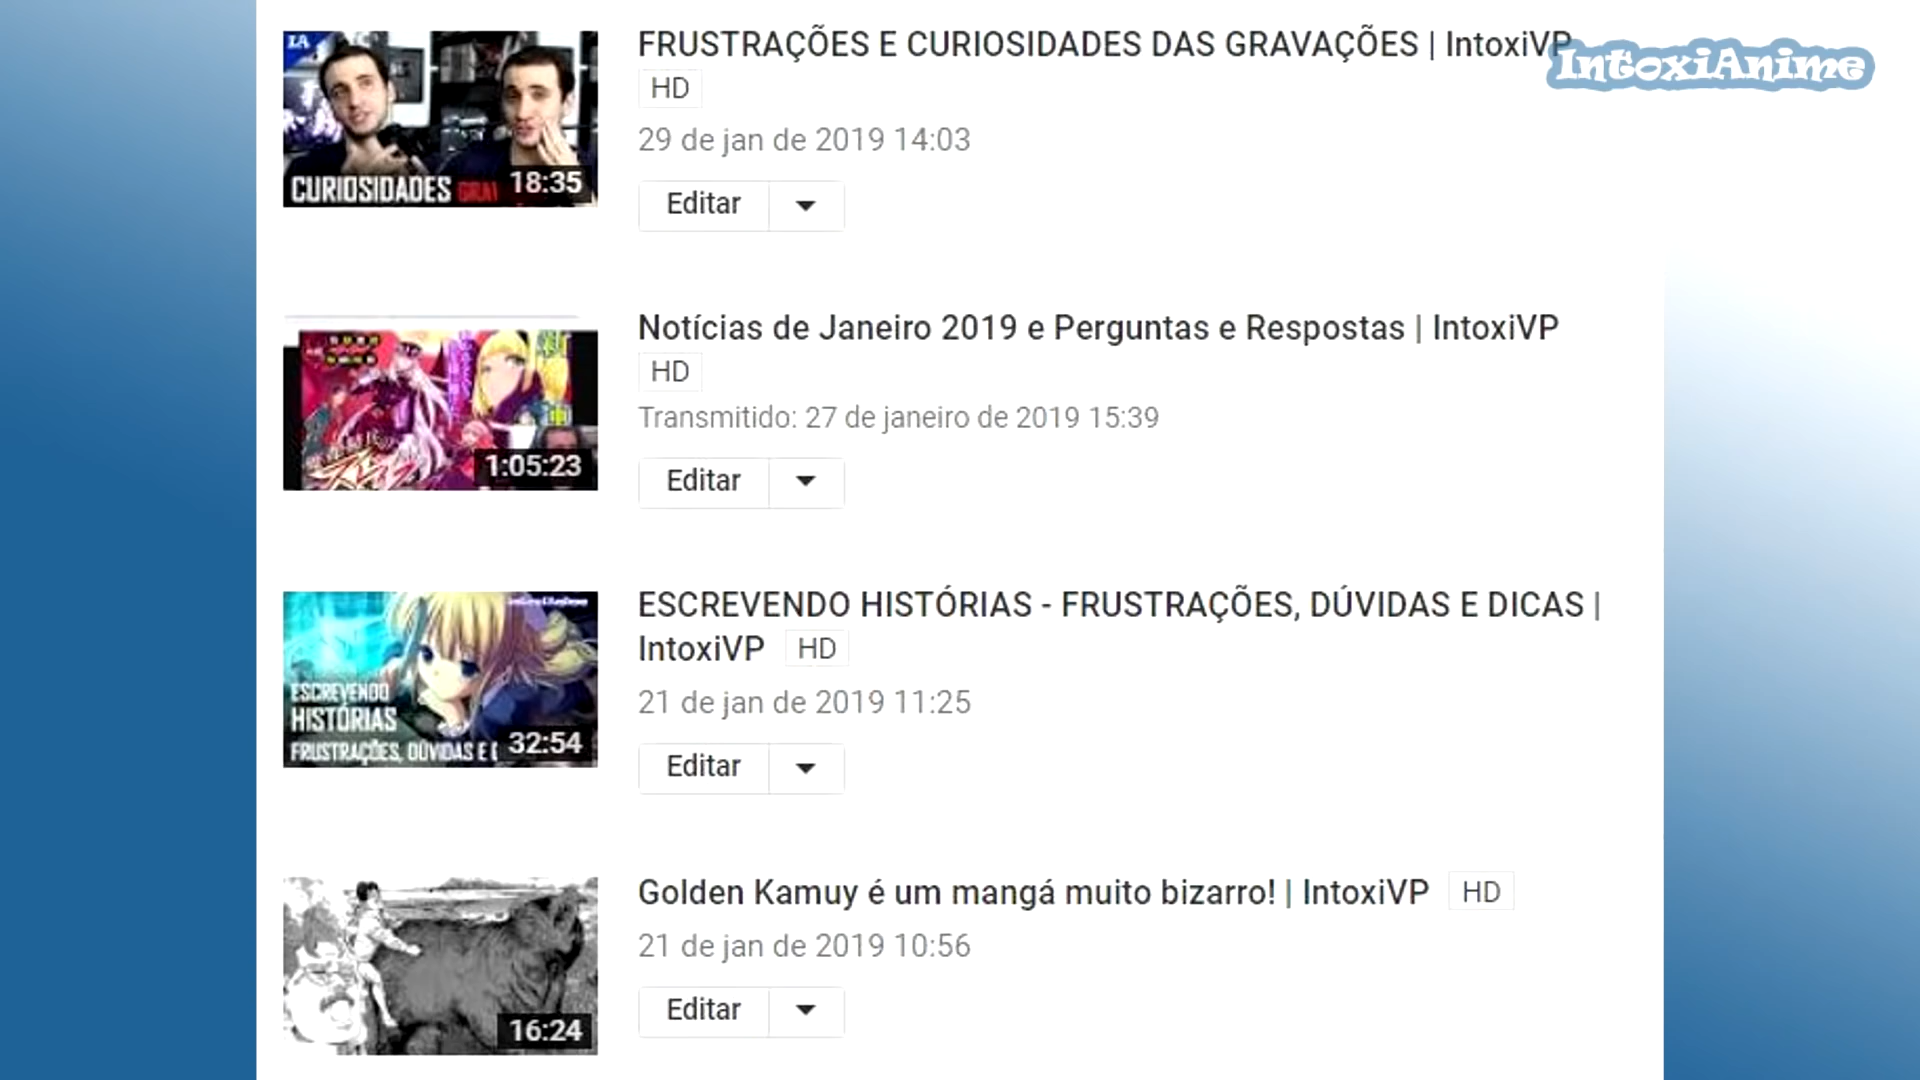 FRUSTRAÇÕES E CURIOSIDADES DAS GRAVAÇÕES | IntoxiVP
IntoxiAnime
HD
29 de jan de 2019 14:03
Editar
IA
CURIOSIDADES
18:35
Notícias de Janeiro 2019 e Perguntas e Respostas | IntoxiVP
HD
Transmitido: 27 de janeiro de 2019 15:39
Editar
1:05:23
ESCREVENDO HISTÓRIAS - FRUSTRAÇÕES, DÚVIDAS E DICAS |
IntoxiVP HD
21 de jan de 2019 11:25
Editar
ESCREVENDO
HISTÓRIAS
FRUSTRAÇÕES, DÚVIDAS E
32:54
Golden Kamuy é um mangá muito bizarro! | IntoxiVP HD
21 de jan de 2019 10:56
Editar
16:24